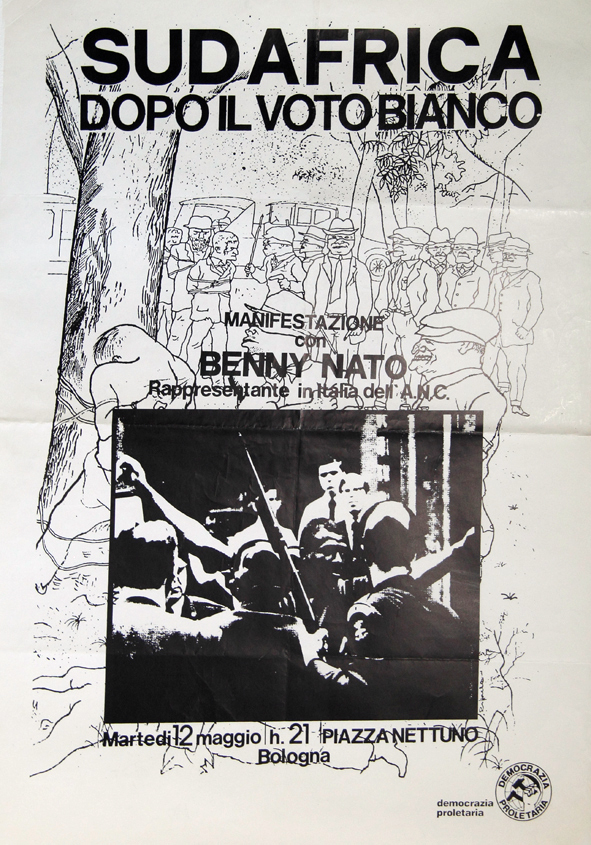 SUDAFRICA
DOPO IL VOTO BIANCO
MANIFESTAZIONE
con
BENNY NATO
Rappresentante in Italia dell' A.N.C.
Martedì 12 maggio h. 21 PIAZZA NETTUNO
Bologna
democrazia
proletaria
DEMOCRAZIA
PROLETARIA